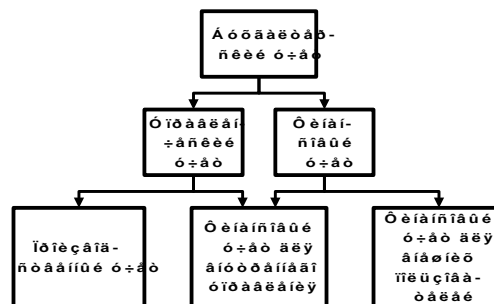 Áóõãàëòåð-
ñêèé ó÷åò
Óïðàâëåí-
÷åñêèé
ó÷åò
Ôèíàí-
ñîâûé
ó÷åò
Ïðîèçâîä-
ñòâåííûé ó÷åò
Ôèíàíñîâûé
ó÷åò äëÿ
âíóòðåííåãî
óïðàâëåíèÿ
Ôèíàíñîâûé
ó÷åò äëÿ
âíåøíèõ
ïîëüçîâà-
òåëåé